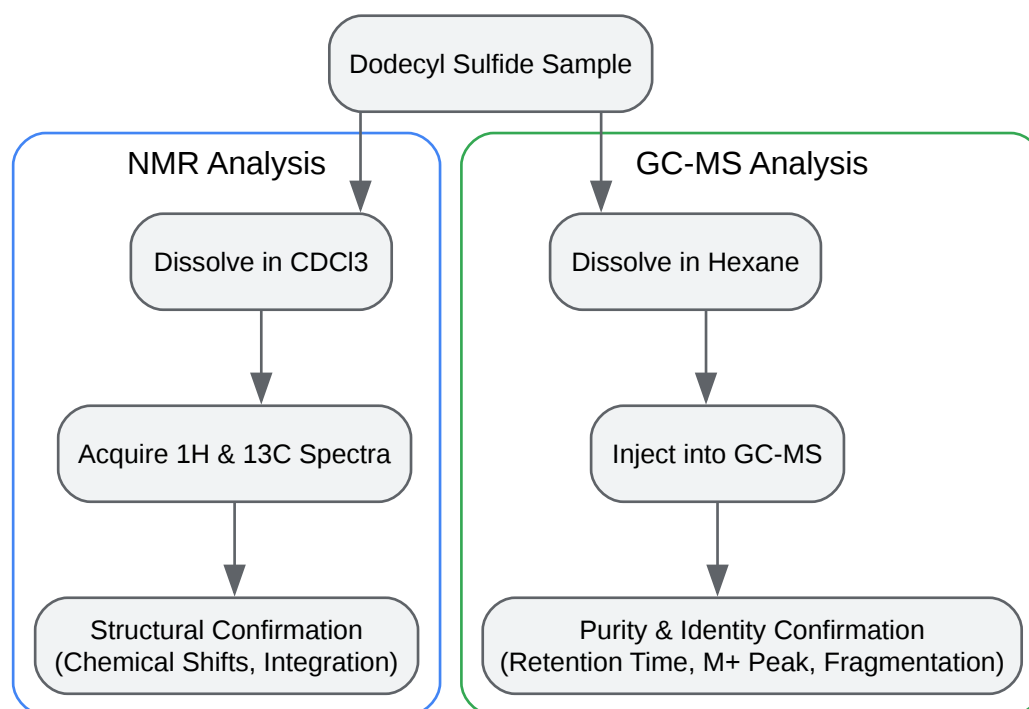 Dodecyl Sulfide Sample
NMR Analysis
Dissolve in CDCl3
Acquire 1H & 13C Spectra
Structural Confirmation
(Chemical Shifts, Integration)
GC-MS Analysis
Dissolve in Hexane
Inject into GC-MS
Purity & Identity Confirmation
(Retention Time, M+ Peak, Fragmentation)